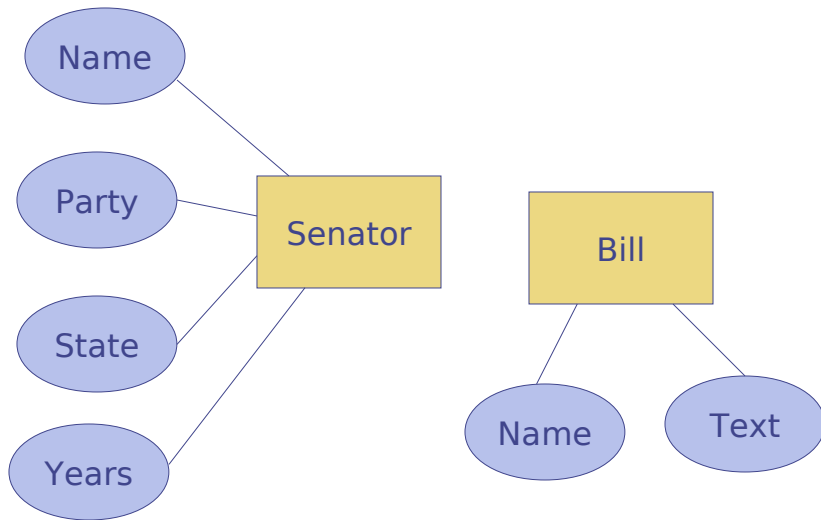 Name
Party
Senator
Bill
State
Name
Text
Years